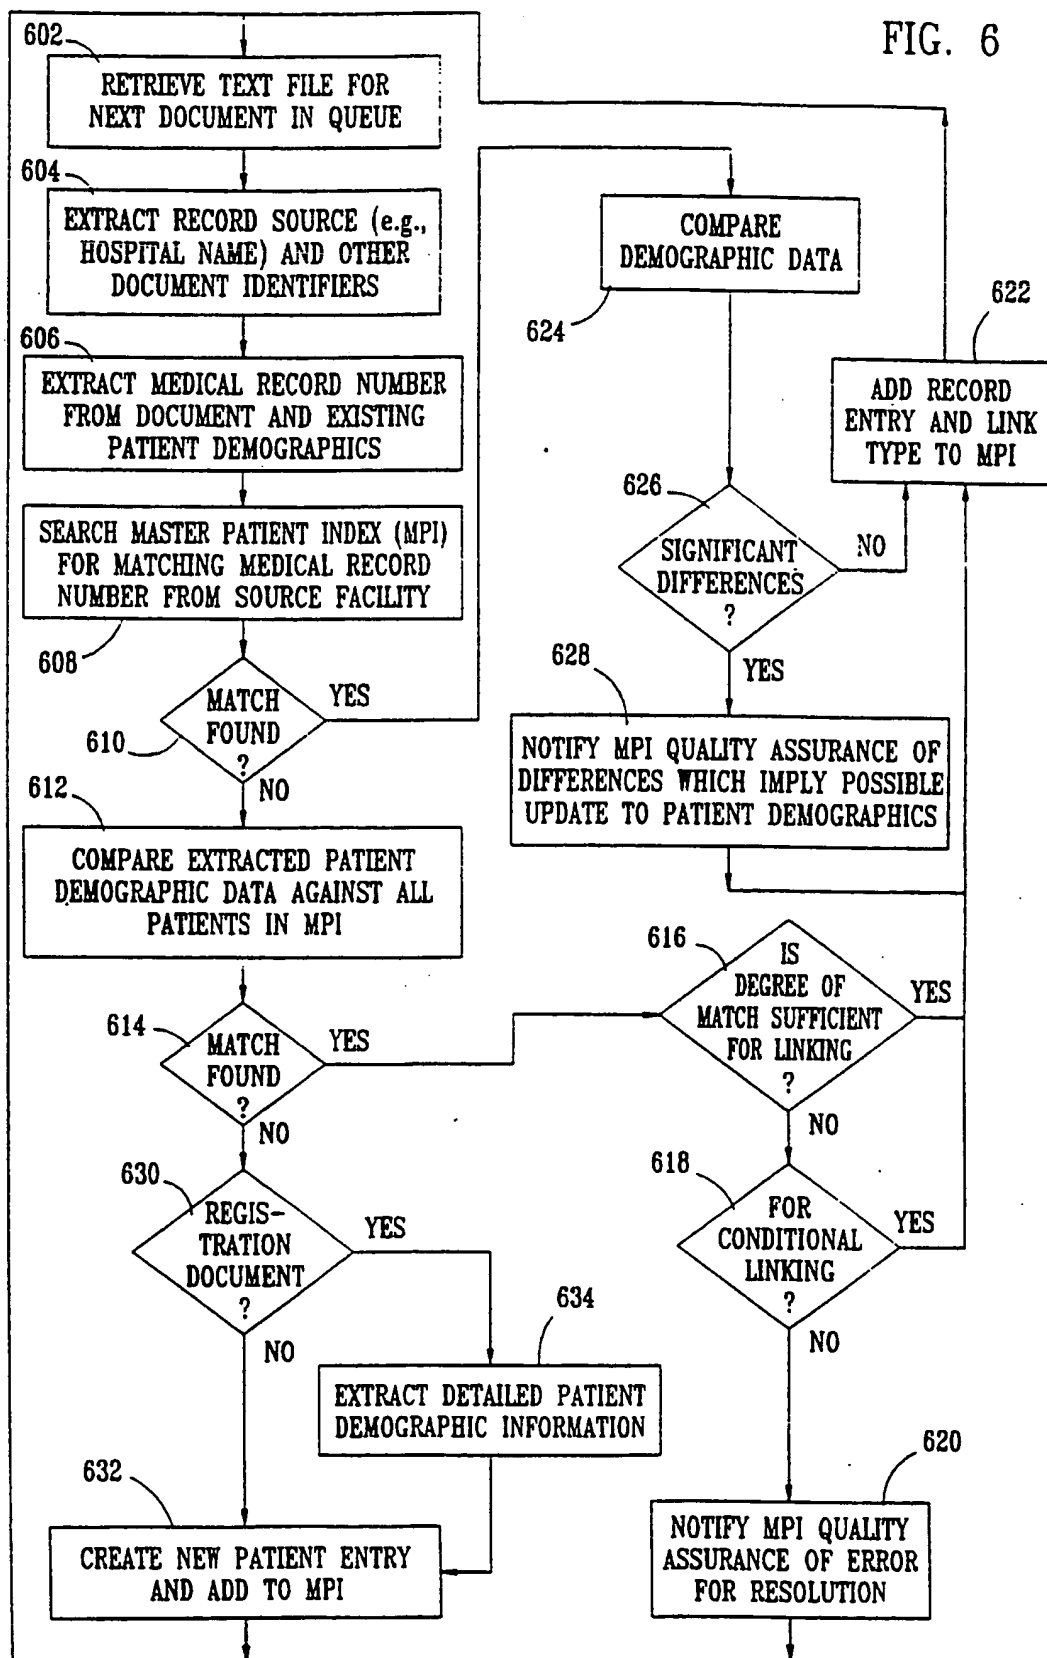 FIG. 6
602
RETRIEVE TEXT FILE FOR
NEXT DOCUMENT IN QUEUE
604
EXTRACT RECORD SOURCE (e.g.,
HOSPITAL NAME) AND OTHER
DOCUMENT IDENTIFIERS
606
EXTRACT MEDICAL RECORD NUMBER
FROM DOCUMENT AND EXISTING
PATIENT DEMOGRAPHICS
SEARCH MASTER PATIENT INDEX (MPI)
FOR MATCHING MEDICAL RECORD
NUMBER FROM SOURCE FACILITY
608
MATCH
FOUND
?
YES
610
NO
612
COMPARE EXTRACTED PATIENT
DEMOGRAPHIC DATA AGAINST ALL
PATIENTS IN MPI
614
MATCH
FOUND
?
YES
NO
630
REGIS-
TRATION
DOCUMENT
?
YES
NO
634
EXTRACT DETAILED PATIENT
DEMOGRAPHIC INFORMATION
632
CREATE NEW PATIENT ENTRY
AND ADD TO MPI
COMPARE
DEMOGRAPHIC DATA
624
622
ADD RECORD
ENTRY AND LINK
TYPE TO MPI
626
SIGNIFICANT
DIFFERENCES
?
NO
YES
628
NOTIFY MPI QUALITY ASSURANCE OF
DIFFERENCES WHICH IMPLY POSSIBLE
UPDATE TO PATIENT DEMOGRAPHICS
616
IS
DEGREE OF
MATCH SUFFICIENT
FOR LINKING
?
YES
NO
618
FOR
CONDITIONAL
LINKING
?
YES
NO
620
NOTIFY MPI QUALITY
ASSURANCE OF ERROR
FOR RESOLUTION